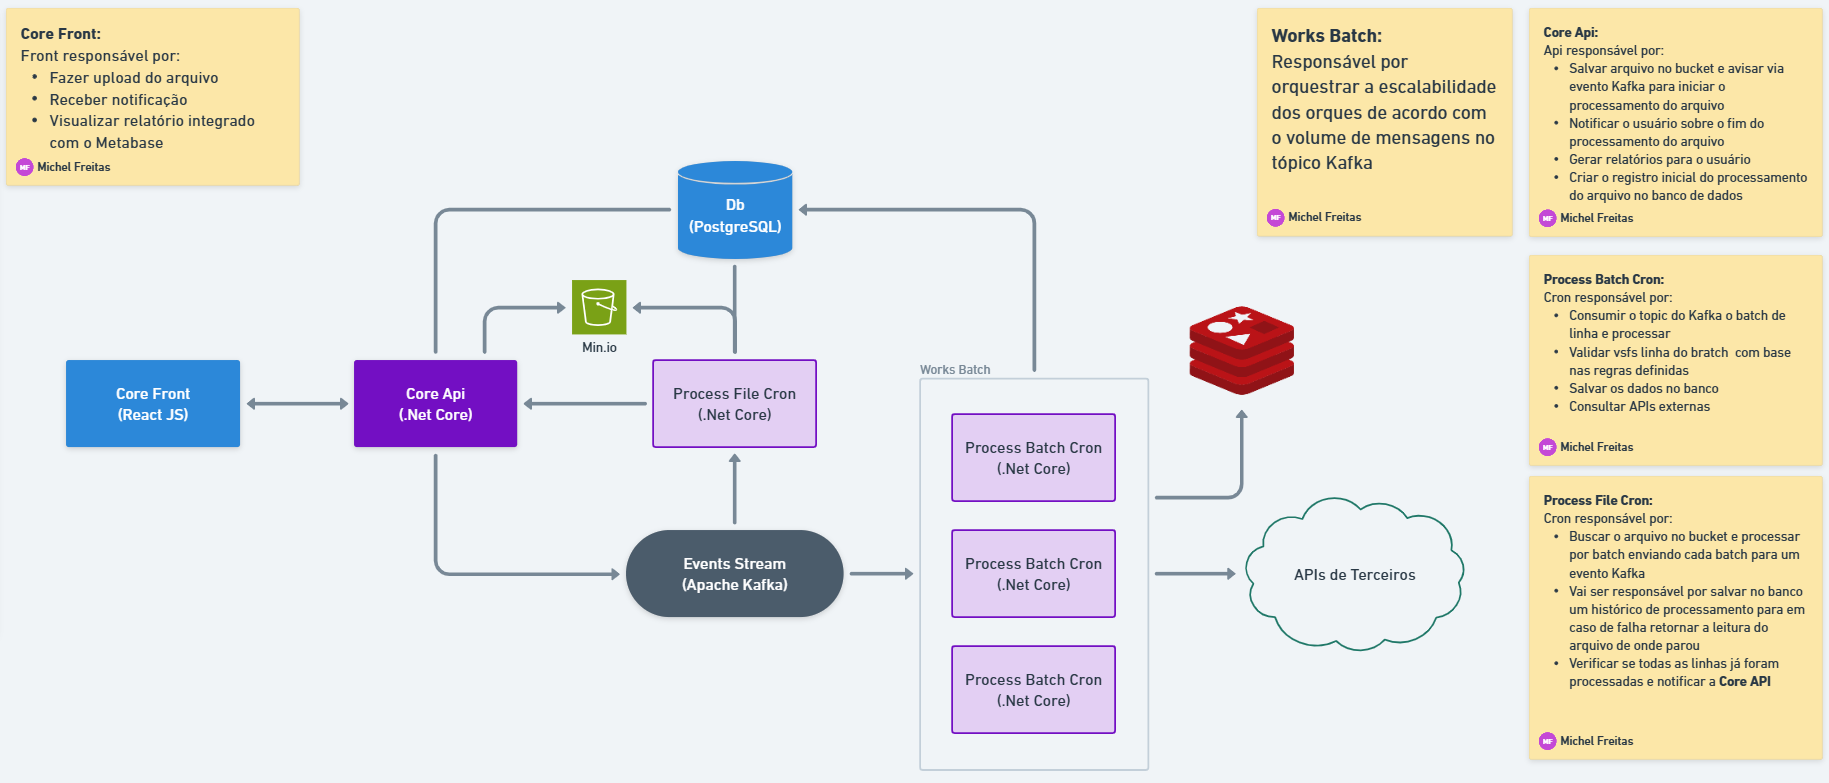 Core Front:
Front responsável por:
• Fazer upload do arquivo
• Receber notificação
• Visualizar relatório integrado
com o Metabase
MF Michel Freitas
Works Batch:
Responsável por
orquestrar a escalabilidade
dos orques de acordo com
o volume de mensagens no
tópico Kafka
MF Michel Freitas
Core Api:
Api responsável por:
• Salvar arquivo no bucket e avisar via
evento Kafka para iniciar o
processamento do arquivo
• Notificar o usuário sobre o fim do
processamento do arquivo
• Gerar relatórios para o usuário
• Criar o registro inicial do processamento
do arquivo no banco de dados
MF Michel Freitas
Db
(PostgreSQL)
Min.io
Core Front
(React JS)
Core Api
(.Net Core)
Process File Cron
(.Net Core)
Events Stream
(Apache Kafka)
Works Batch
Process Batch Cron
(.Net Core)
Process Batch Cron
(.Net Core)
Process Batch Cron
(.Net Core)
APIs de Terceiros
Process Batch Cron:
Cron responsável por:
• Consumir o topic do Kafka o batch de
linha e processar
• Validar vsfs linha do bratch com base
nas regras definidas
• Salvar os dados no banco
• Consultar APIs externas
MF Michel Freitas
Process File Cron:
Cron responsável por:
• Buscar o arquivo no bucket e processar
por batch enviando cada batch para um
evento Kafka
• Vai ser responsável por salvar no banco
um histórico de processamento para em
caso de falha retornar a leitura do
arquivo de onde parou
• Verificar se todas as linhas já foram
processadas e notificar a Core API
MF Michel Freitas